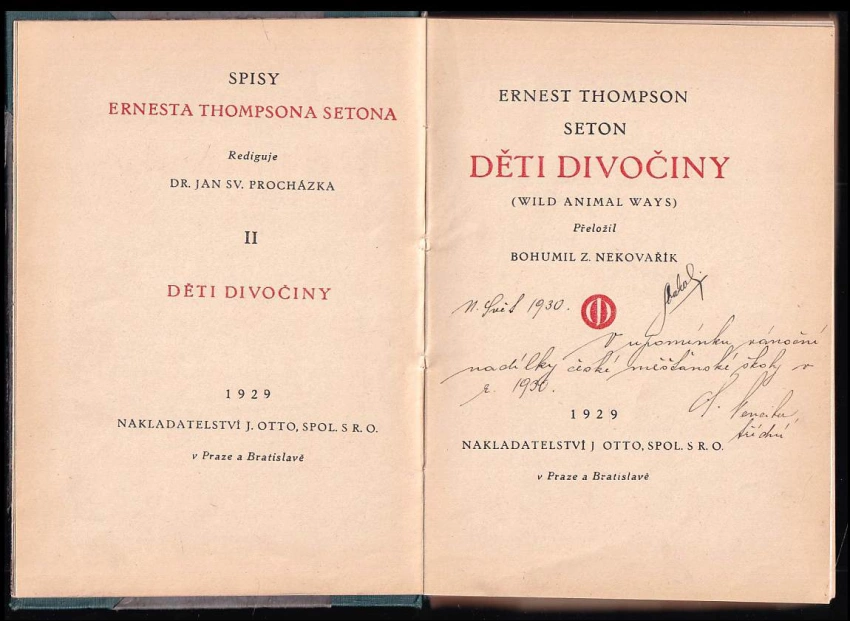 SPISY
ERNESTA THOMPSONA SETONA
Rediguje
DR. JAN SV. PROCHÁZKA
II
DĚTI DIVOČINY
1929
NAKLADATELSTVÍ J. OTTO, SPOL. S R. O.
v Praze a Bratislavě
ERNEST THOMPSON
SETON
DĚTI DIVOČINY
(WILD ANIMAL WAYS)
Přeložil
BOHUMIL Z. NEKOVAŘÍK
1930.
V upomínku vánoční
nadílky české měšťanské školy v
r. 1930.
třídní
1929
NAKLADATELSTVÍ J OTTO, SPOL. S R. O.
v Praze a Bratislavě